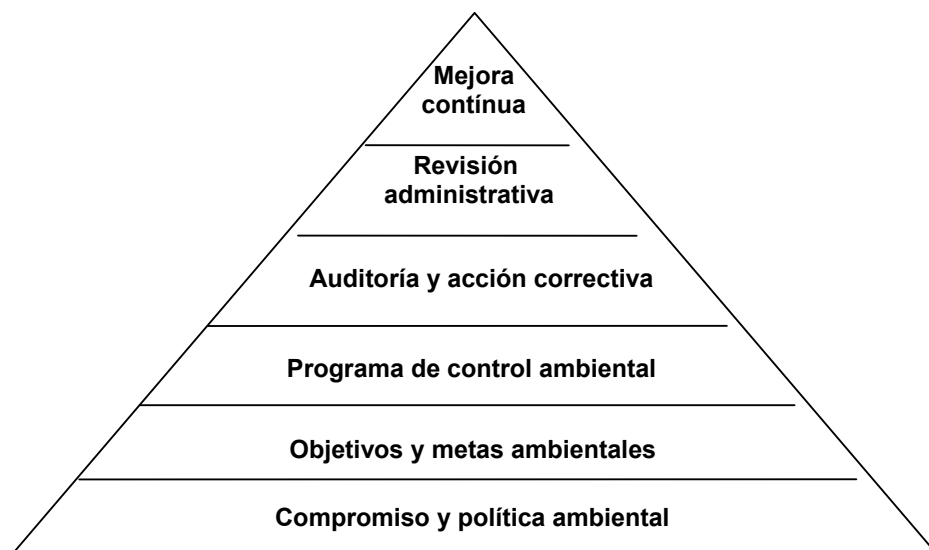 Mejora
contínua
Revisión
administrativa
Auditoría y acción correctiva
Programa de control ambiental
Objetivos y metas ambientales
Compromiso y política ambiental